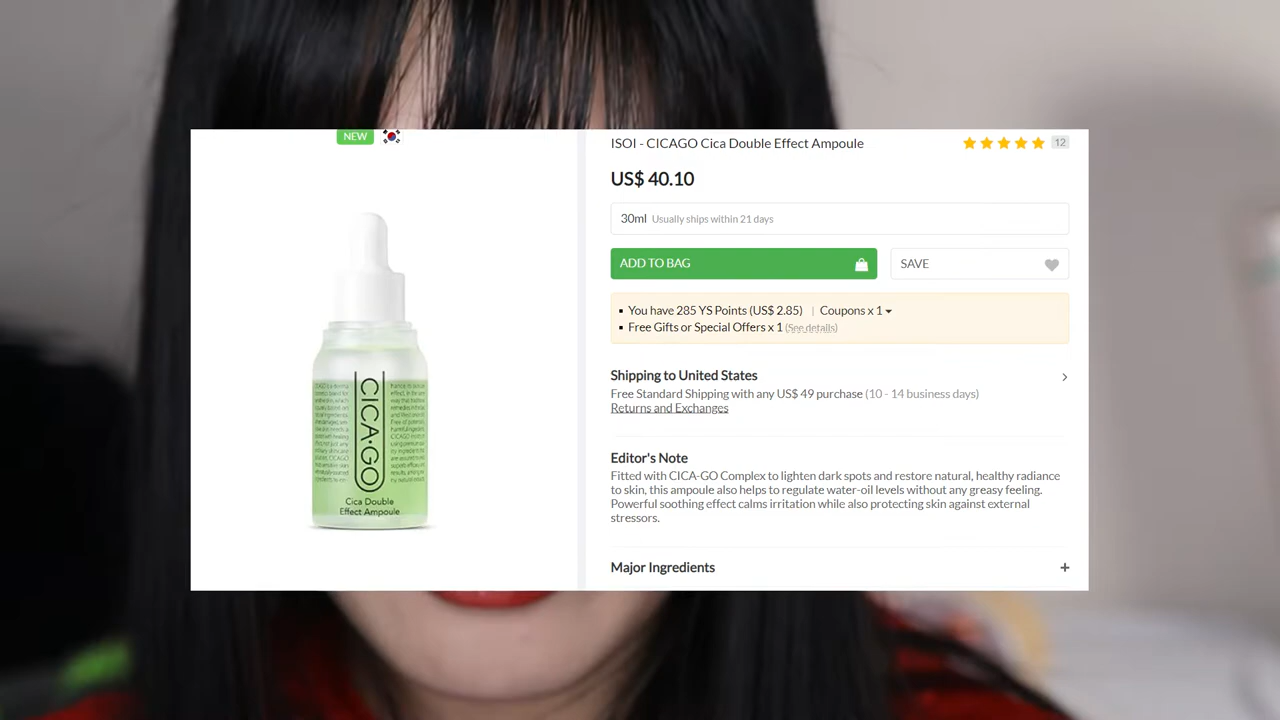 NEW
CICA·GO
Cica Double
Effect Ampoule
ISOI - CICAGO Cica Double Effect Ampoule
12
US$ 40.10
30ml Usually ships within 21 days
ADD TO BAG
SAVE
You have 285 YS Points (US$ 2.85) | Coupons x 1
Free Gifts or Special Offers x 1 (See details)
Shipping to United States
Free Standard Shipping with any US$ 49 purchase (10 - 14 business days)
Returns and Exchanges
Editor's Note
Fitted with CICA-GO Complex to lighten dark spots and restore natural, healthy radiance
to skin, this ampoule also helps to regulate water-oil levels without any greasy feeling.
Powerful soothing effect calms irritation while also protecting skin against external
stressors.
Major Ingredients
+